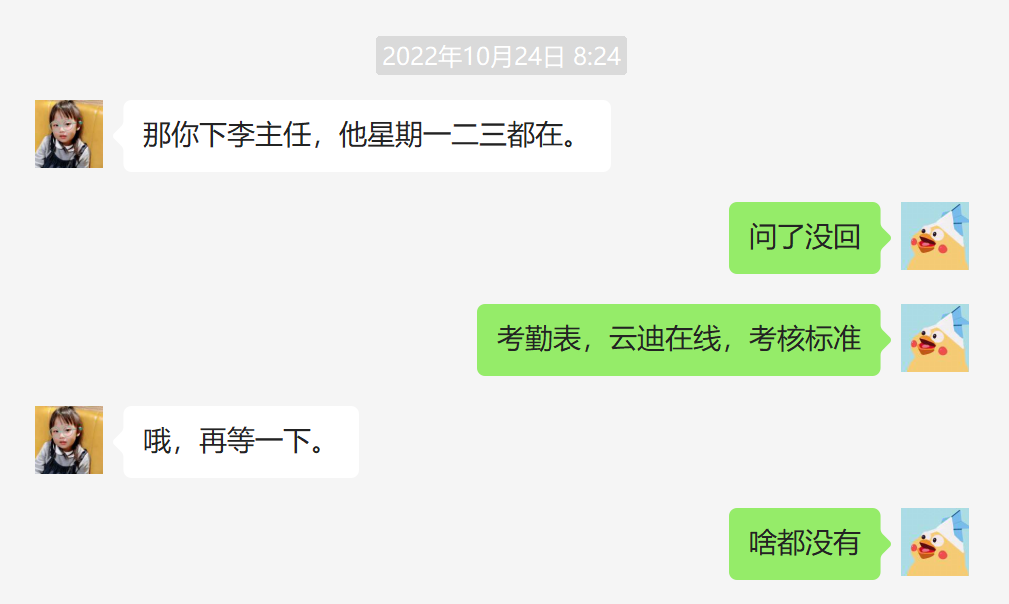 2022年10月24日 8:24
那你下李主任，他星期一二三都在。
问了没回
考勤表，云迪在线，考核标准
哦，再等一下。
啥都没有